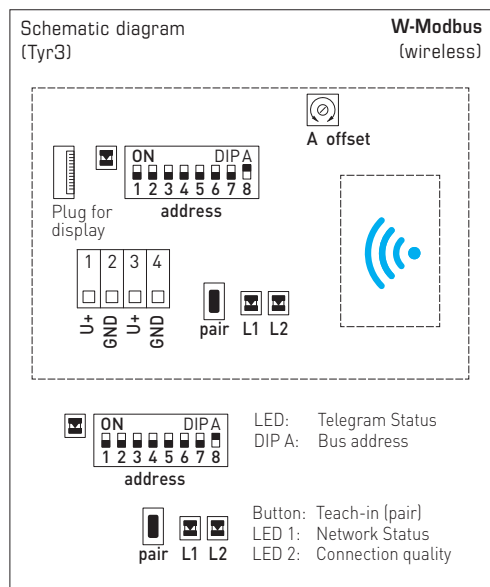 Schematic diagram
(Tyr3)
W-Modbus
(wireless)
A offset
ON DIP A
1 2 3 4 5 6 7 8
address
Plug for
display
1 2 3 4
U+ GND U+ GND
pair L1 L2
ON DIP A
1 2 3 4 5 6 7 8
address
LED: Telegram Status
DIP A: Bus address
pair L1 L2
Button: Teach-in (pair)
LED 1: Network Status
LED 2: Connection quality